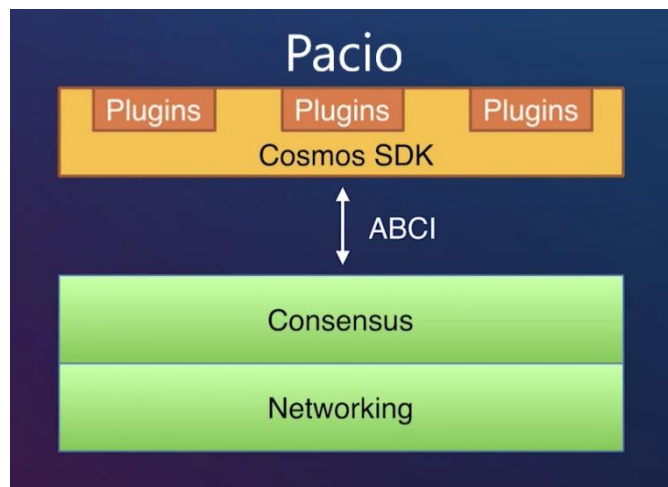 Pacio
Plugins Plugins Plugins
Cosmos SDK
ABCI
Consensus
Networking